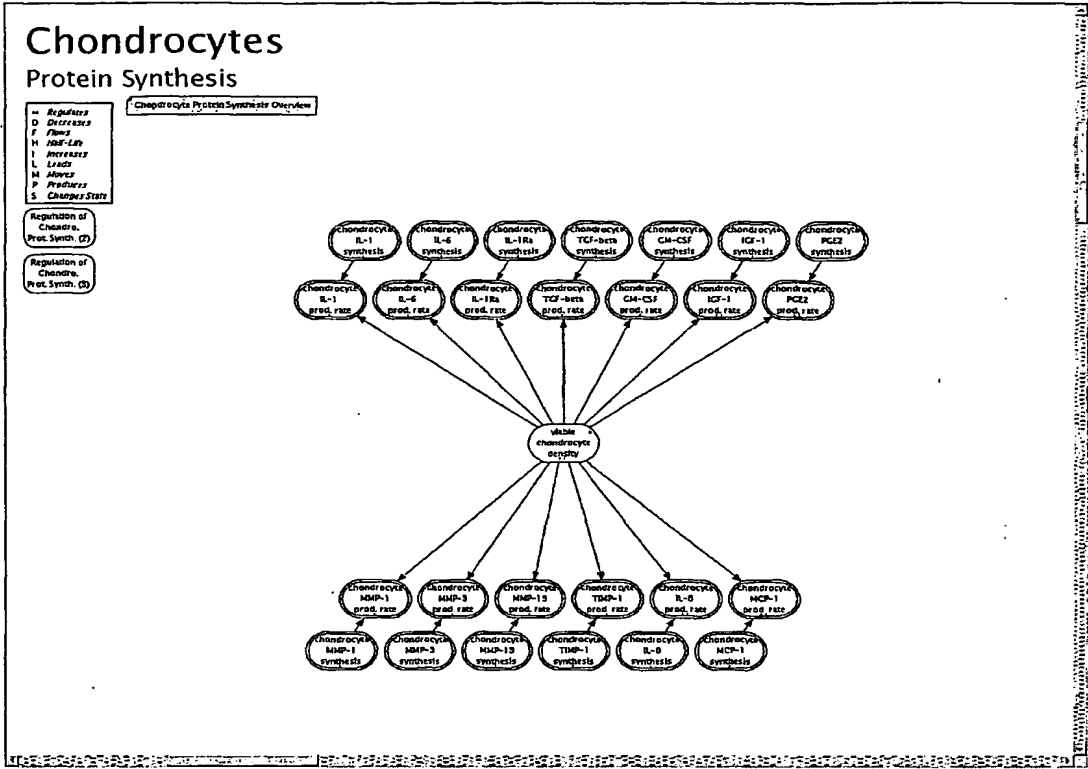 Chondrocytes
Protein Synthesis
Chondrocyte Protein Synthesis Overview
↔ Regulates
D Decreases
F Flows
H Half-Life
I Increases
L Leads
M Moves
P Produces
S Changes State
Regulation of
Chondro.
Prot. Synth. (2)
Regulation of
Chondro.
Prot. Synth. (3)
Chondrocyte
IL-1
synthesis
Chondrocyte
IL-6
synthesis
Chondrocyte
IL-1Ra
synthesis
Chondrocyte
TGF-beta
synthesis
Chondrocyte
GM-CSF
synthesis
Chondrocyte
IGF-1
synthesis
Chondrocyte
PGE2
synthesis
Chondrocyte
IL-1
prod. rate
Chondrocyte
IL-6
prod. rate
Chondrocyte
IL-1Ra
prod. rate
Chondrocyte
TGF-beta
prod. rate
Chondrocyte
GM-CSF
prod. rate
Chondrocyte
IGF-1
prod. rate
Chondrocyte
PGE2
prod. rate
viable
chondrocyte
density
Chondrocyte
MMP-1
prod. rate
Chondrocyte
MMP-3
prod. rate
Chondrocyte
MMP-13
prod. rate
Chondrocyte
TIMP-1
prod. rate
Chondrocyte
prod. rate
Chondrocyte
MCP-1
prod. rate
Chondrocyte
MMP-1
synthesis
Chondrocyte
MMP-3
synthesis
Chondrocyte
MMP-13
synthesis
Chondrocyte
TIMP-1
synthesis
Chondrocyte
synthesis
Chondrocyte
MCP-1
synthesis